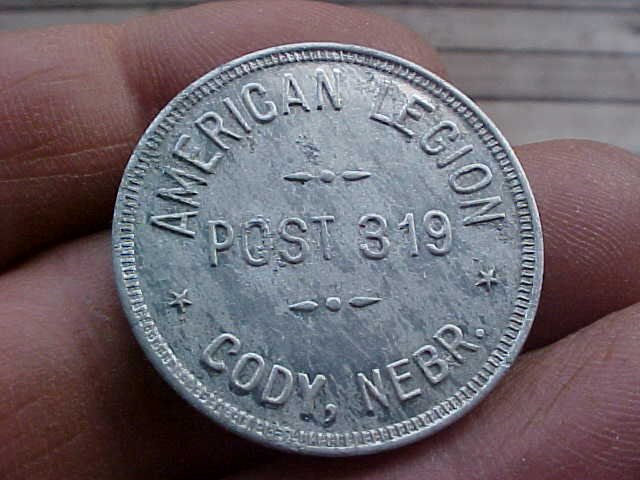 AMERICAN LEGION
POST 319
CODY, NEBR.